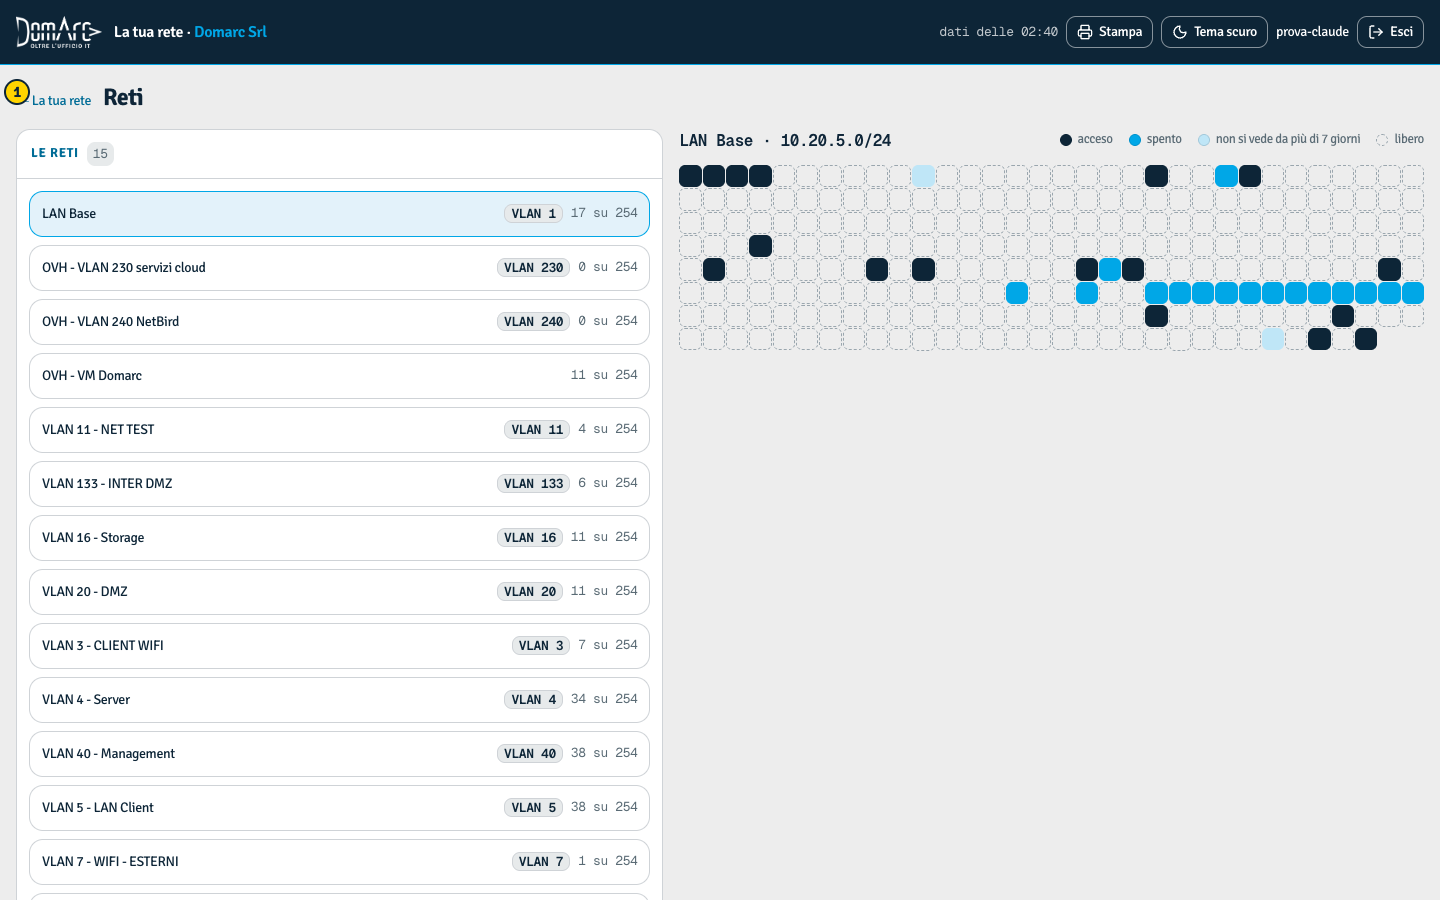 DomArc
OLTRE L'UFFICIO IT
La tua rete · Domarc Srl
dati delle 02:40
Stampa
Tema scuro
prova-claude
Esci
1
La tua rete
Reti
LE RETI 15
LAN Base VLAN 1 17 su 254
OVH - VLAN 230 servizi cloud VLAN 230 0 su 254
OVH - VLAN 240 NetBird VLAN 240 0 su 254
OVH - VM Domarc 11 su 254
VLAN 11 - NET TEST VLAN 11 4 su 254
VLAN 133 - INTER DMZ VLAN 133 6 su 254
VLAN 16 - Storage VLAN 16 11 su 254
VLAN 20 - DMZ VLAN 20 11 su 254
VLAN 3 - CLIENT WIFI VLAN 3 7 su 254
VLAN 4 - Server VLAN 4 34 su 254
VLAN 40 - Management VLAN 40 38 su 254
VLAN 5 - LAN Client VLAN 5 38 su 254
VLAN 7 - WIFI - ESTERNI VLAN 7 1 su 254
LAN Base · 10.20.5.0/24
acceso
spento
non si vede da più di 7 giorni
libero